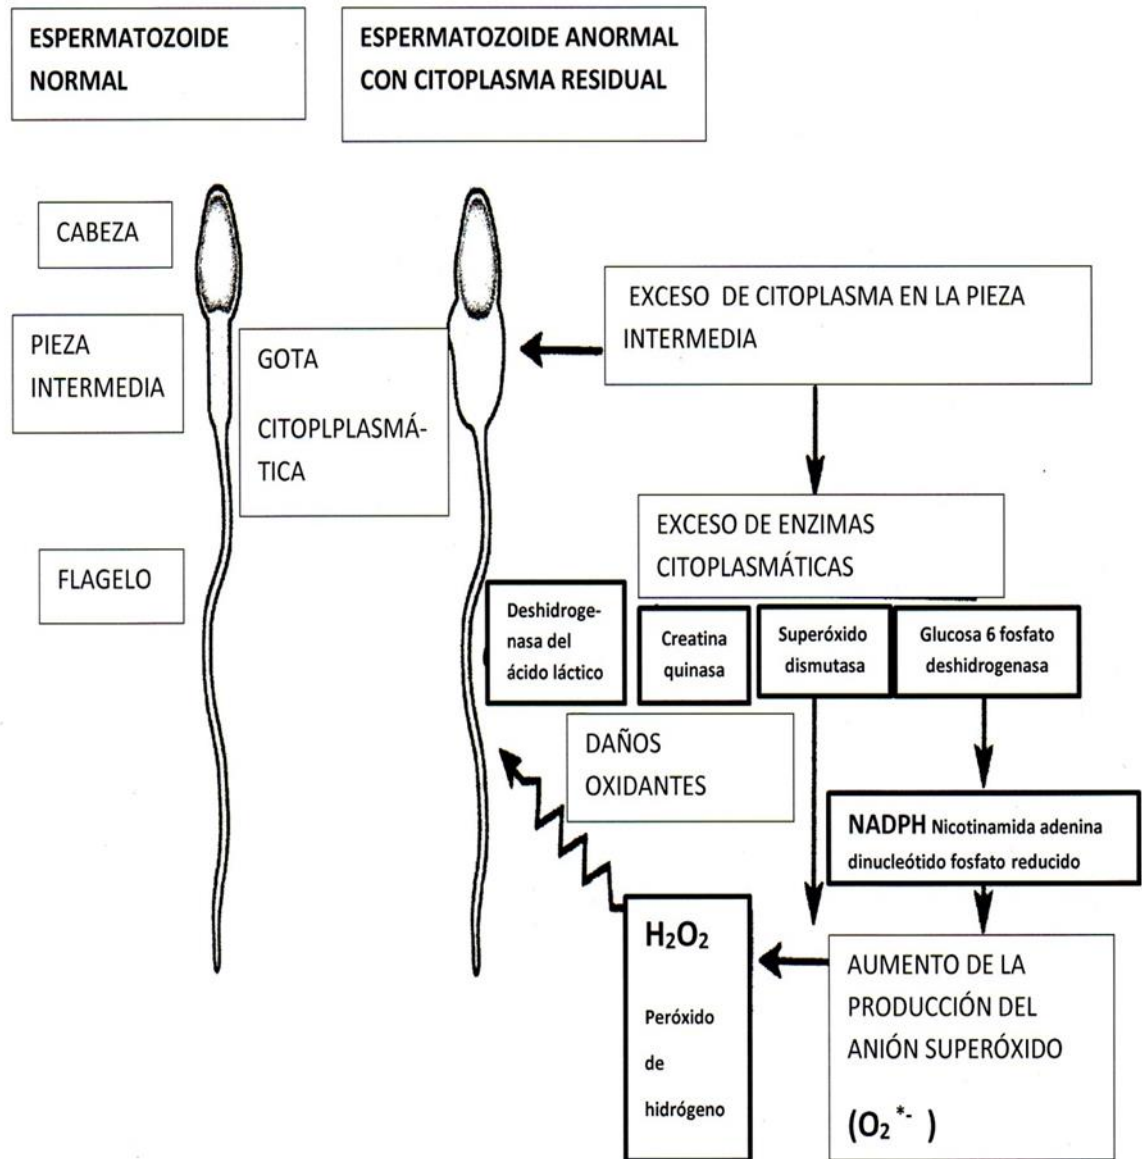 ESPERMATOZOIDE
NORMAL
ESPERMATOZOIDE ANORMAL
CON CITOPLASMA RESIDUAL
CABEZA
PIEZA
INTERMEDIA
GOTA
CITOPLPLASMÁ-
TICA
FLAGELO
EXCESO DE CITOPLASMA EN LA PIEZA
INTERMEDIA
EXCESO DE ENZIMAS
CITOPLASMÁTICAS
Deshidroge-
nasa del
ácido láctico
Creatina
quinasa
Superóxido
dismutasa
Glucosa 6 fosfato
deshidrogenasa
DAÑOS
OXIDANTES
NADPH Nicotinamida adenina
dinucleótido fosfato reducido
H₂O₂
Peróxido
de
hidrógeno
AUMENTO DE LA
PRODUCCIÓN DEL
ANIÓN SUPERÓXIDO
(O₂ *- )